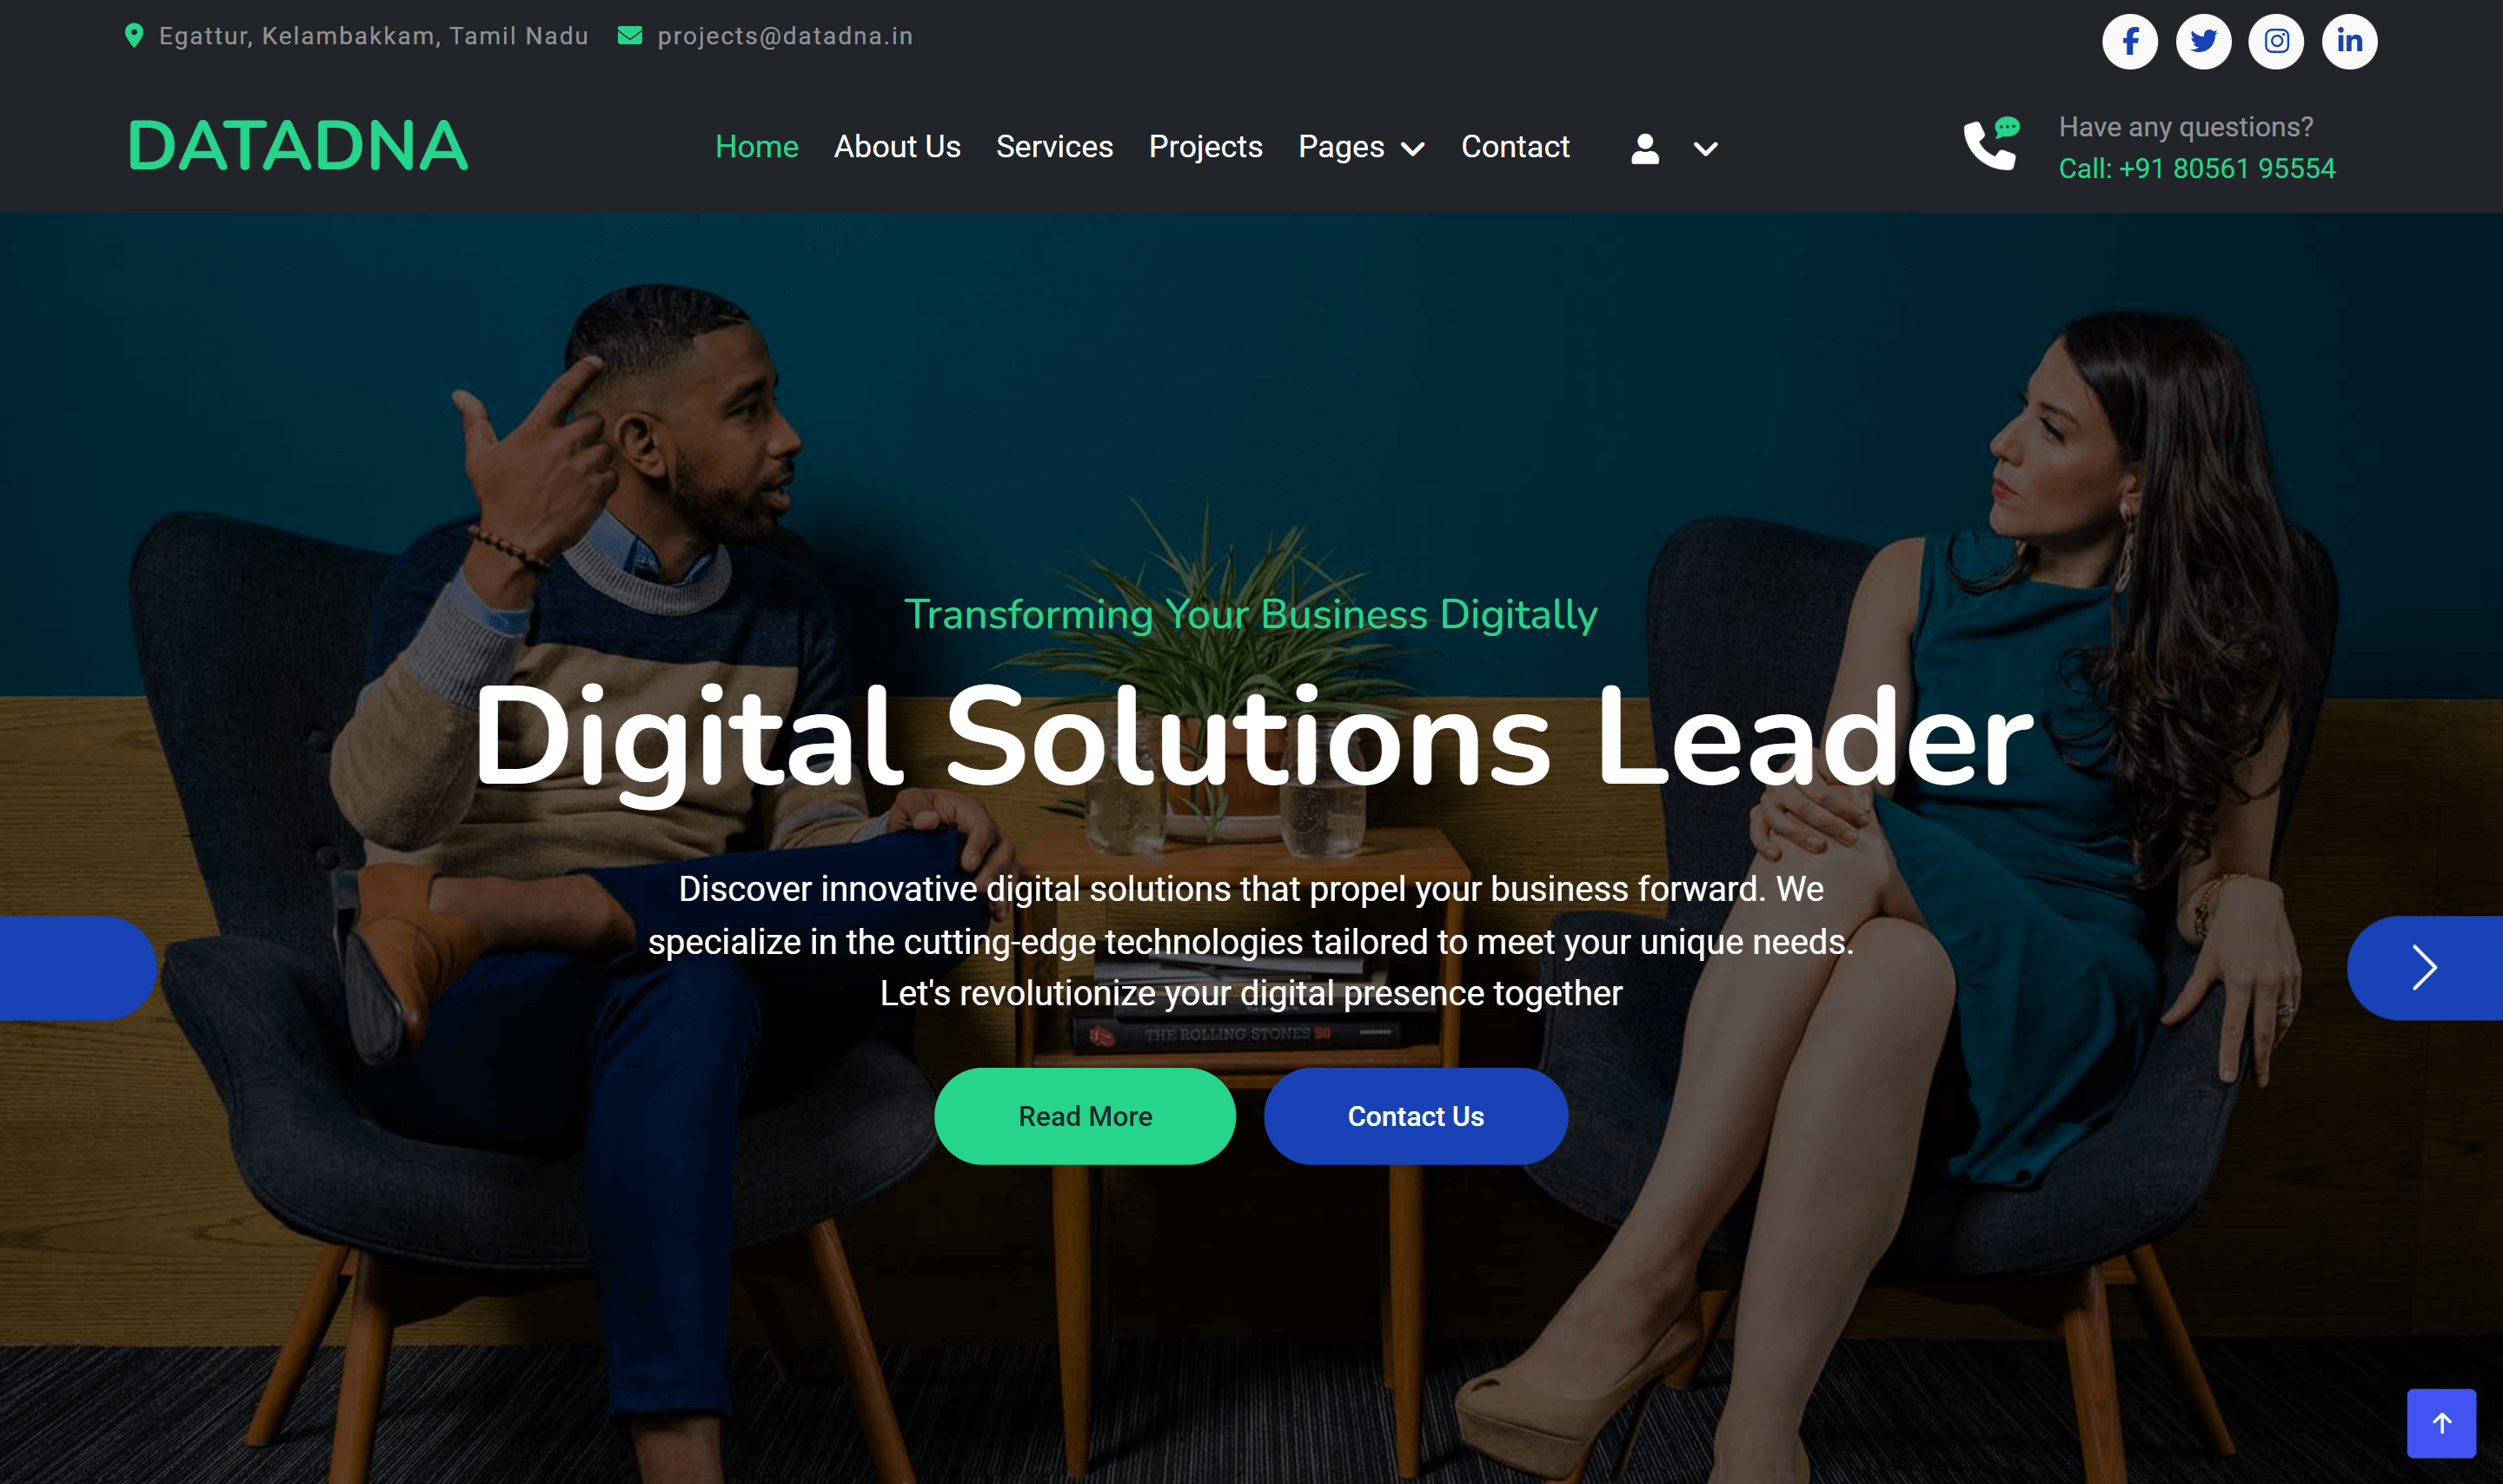 Egattur, Kelambakkam, Tamil Nadu projects@datadna.in
DATADNA
Home About Us Services Projects Pages Contact
Have any questions?
Call: +91 80561 95554
Transforming Your Business Digitally
Digital Solutions Leader
Discover innovative digital solutions that propel your business forward. We
specialize in the cutting-edge technologies tailored to meet your unique needs.
Let's revolutionize your digital presence together
THE ROLLING STONES 50
Read More Contact Us